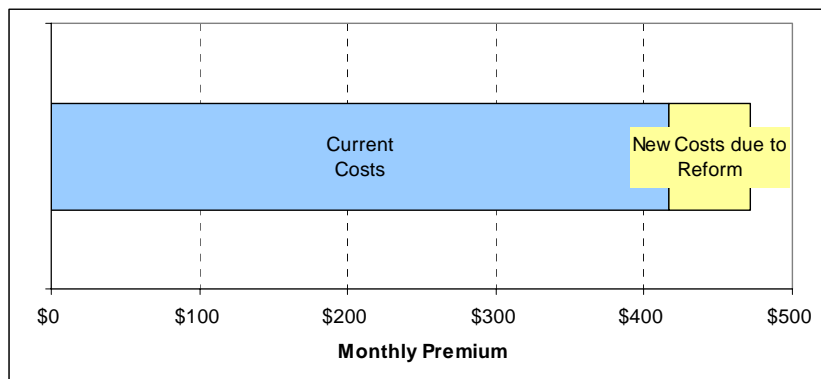 Current
Costs
New Costs due to
Reform
$0
$100
$200
$300
$400
$500
Monthly Premium